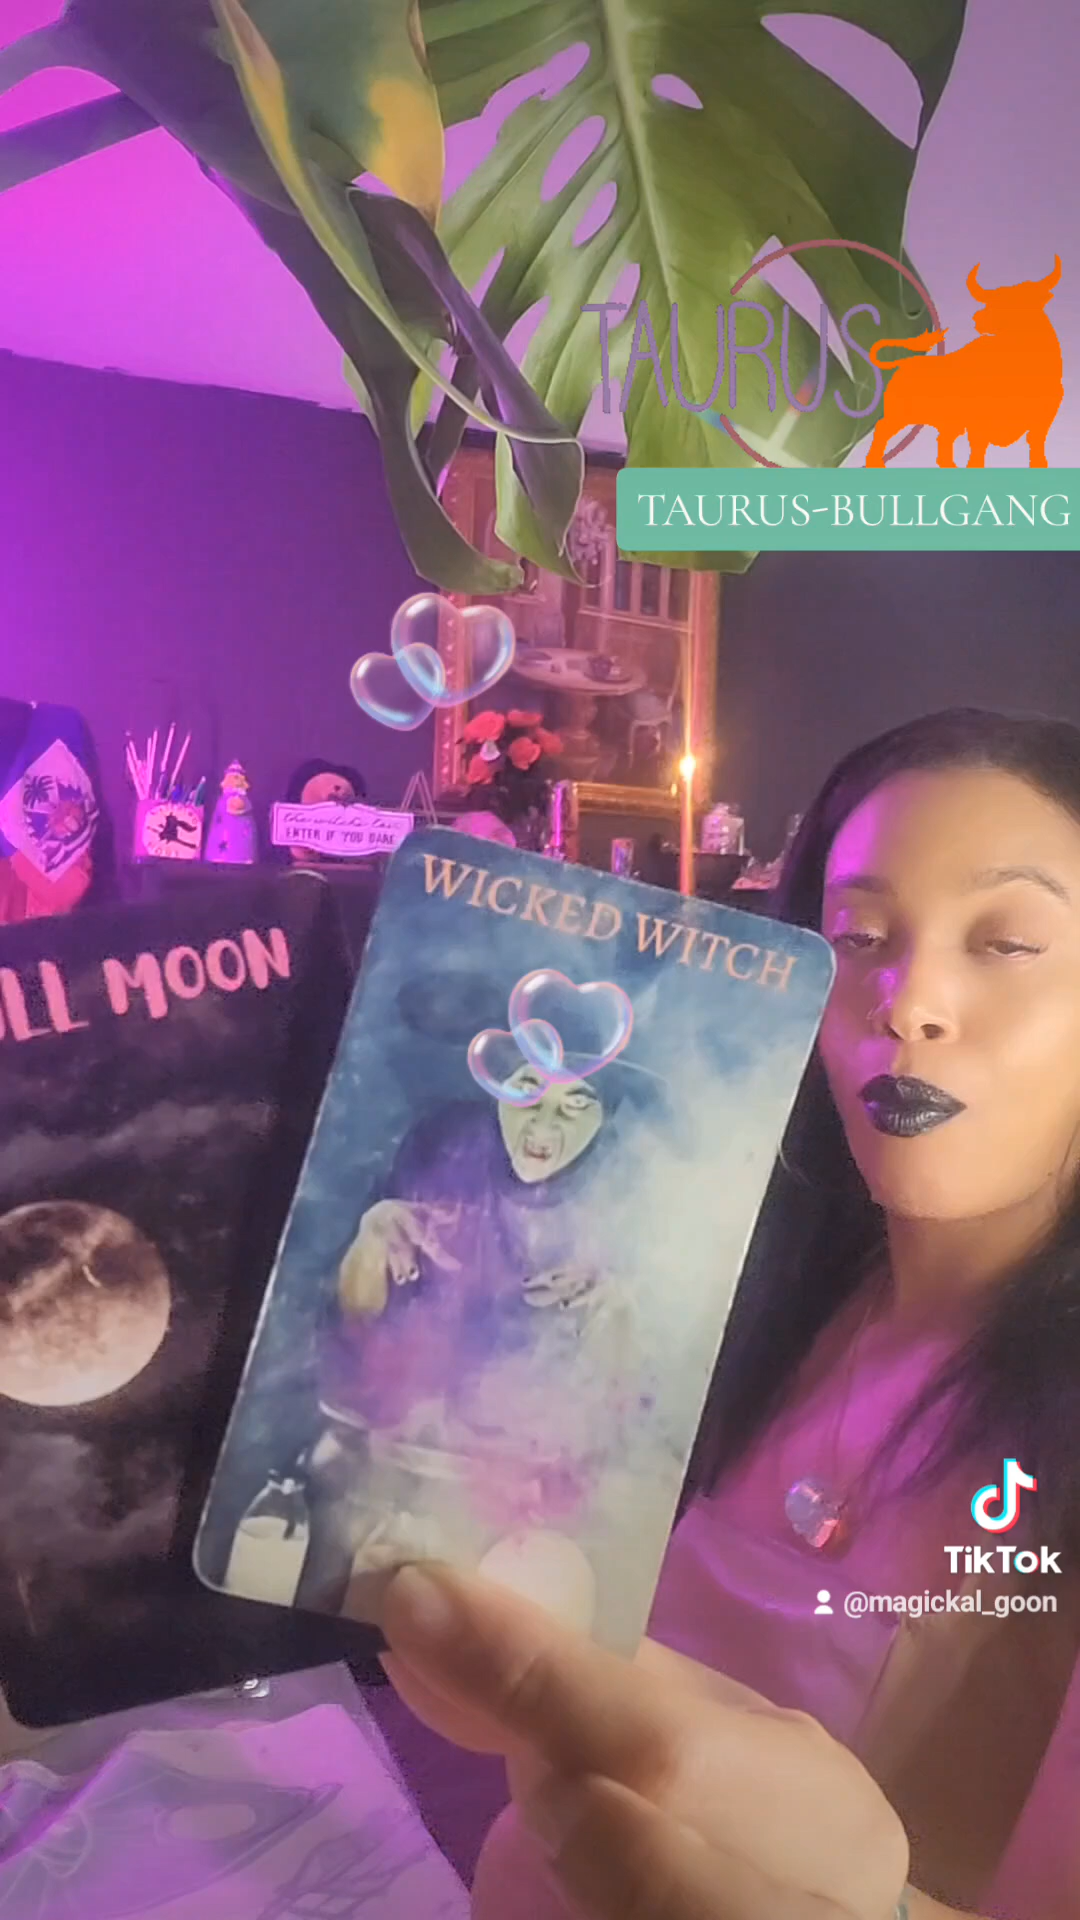 TAURUS
TAURUS-BULLGANG
ENTER IF YOU DARE
WICKED WITCH
LL MOON
TikTok
@magickal_goon